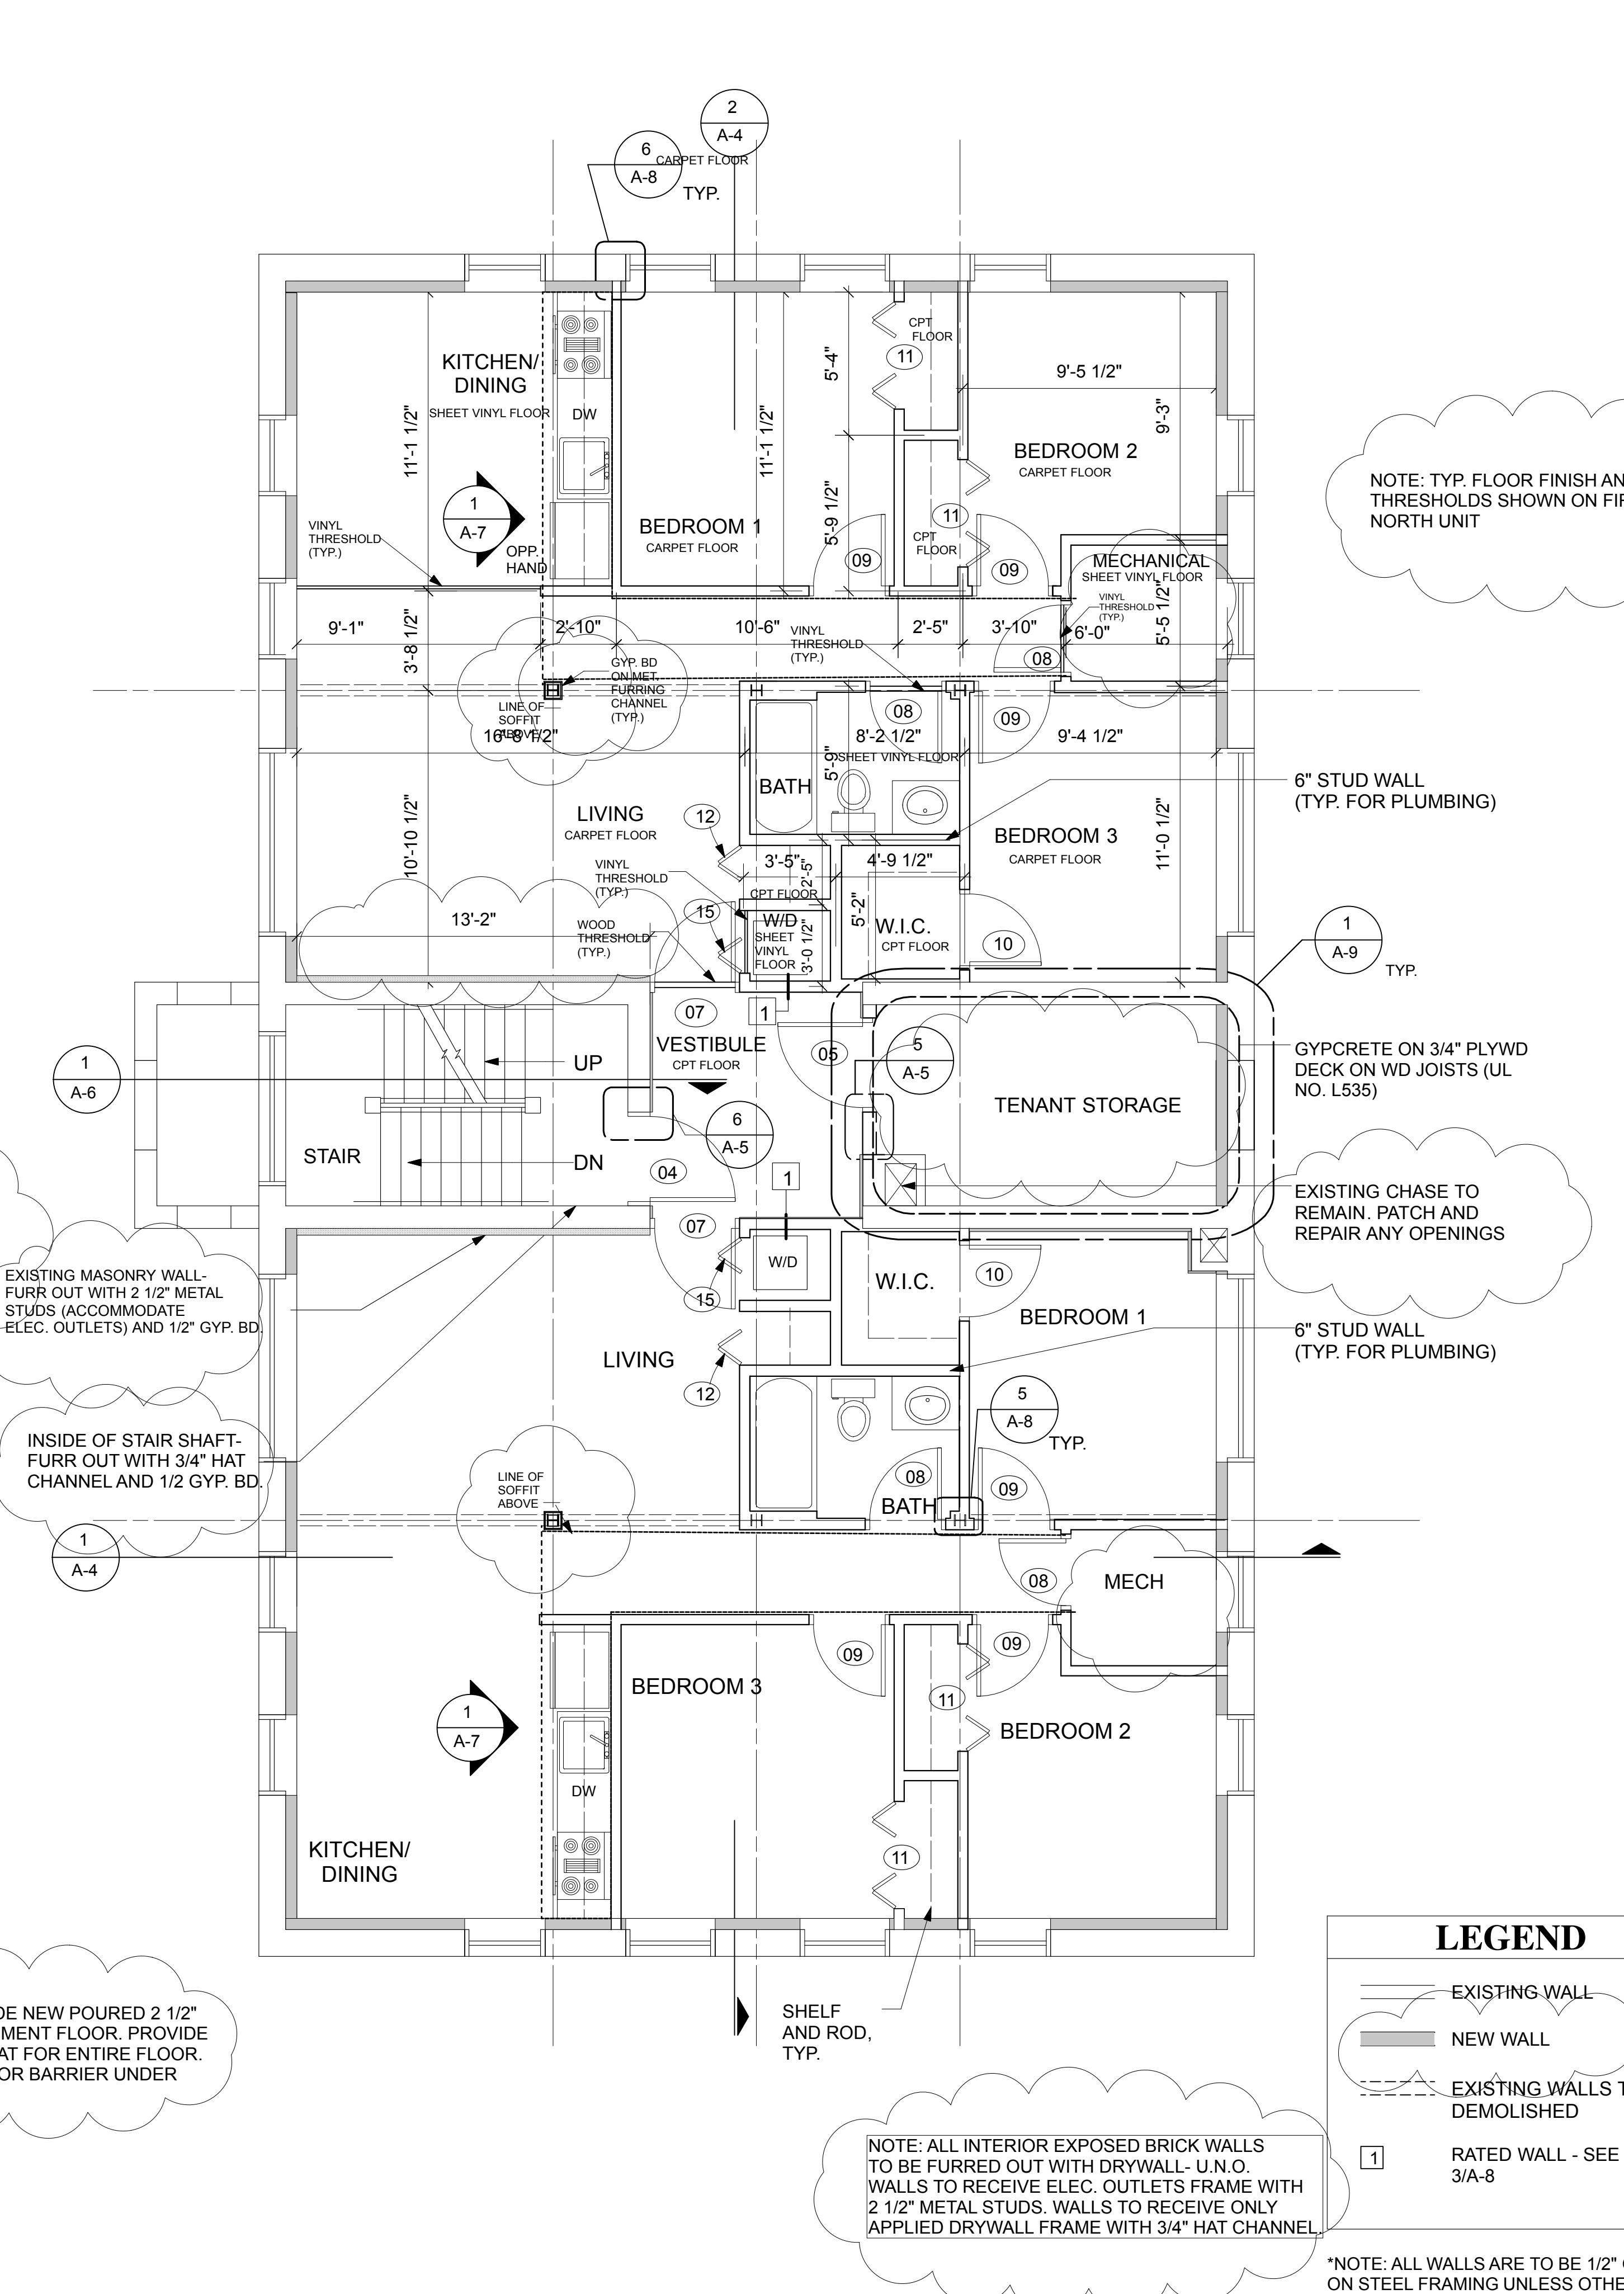 2
A-4
6
A-8
CARPET FLOOR
TYP.
CPT
FLOOR
11
5'-4"
9'-5 1/2"
9'-3"
KITCHEN/
DINING
SHEET VINYL FLOOR
DW
11'-1 1/2"
11'-1 1/2"
BEDROOM 2
CARPET FLOOR
NOTE: TYP. FLOOR FINISH AN
THRESHOLDS SHOWN ON FI
NORTH UNIT
1
A-7
OPP.
HAND
VINYL
THRESHOLD
(TYP.)
BEDROOM 1
CARPET FLOOR
5'-9 1/2"
11
CPT
FLOOR
09
09
MECHANICAL
SHEET VINYL FLOOR
VINYL
THRESHOLD
(TYP.)
5'-5 1/2"
9'-1"
3'-8 1/2"
2'-10"
10'-6"
VINYL
THRESHOLD
(TYP.)
2'-5"
3'-10"
6'-0"
08
GYP. BD
ON MET.
FURRING
CHANNEL
(TYP.)
LINE OF
SOFFIT
ABOVE
16'-8 1/2"
08
09
8'-2 1/2"
9'-4 1/2"
5'-9"
SHEET VINYL FLOOR
BATH
6" STUD WALL
(TYP. FOR PLUMBING)
LIVING
CARPET FLOOR
12
10'-10 1/2"
BEDROOM 3
CARPET FLOOR
11'-0 1/2"
VINYL
THRESHOLD
(TYP.)
3'-5"
2'-5"
4'-9 1/2"
CPT FLOOR
13'-2"
WOOD
THRESHOLD
(TYP.)
15
W/D
SHEET
VINYL
FLOOR
3'-0 1/2"
5'-2"
W.I.C.
CPT FLOOR
10
1
A-9
TYP.
07
1
VESTIBULE
CPT FLOOR
05
5
A-5
UP
1
A-6
GYPCRETE ON 3/4" PLYWD
DECK ON WD JOISTS (UL
NO. L535)
TENANT STORAGE
6
A-5
STAIR
DN
04
1
EXISTING CHASE TO
REMAIN. PATCH AND
REPAIR ANY OPENINGS
07
W/D
W.I.C.
10
15
EXISTING MASONRY WALL-
FURR OUT WITH 2 1/2" METAL
STUDS (ACCOMMODATE
ELEC. OUTLETS) AND 1/2" GYP. BD.
BEDROOM 1
6" STUD WALL
(TYP. FOR PLUMBING)
LIVING
12
5
A-8
TYP.
INSIDE OF STAIR SHAFT-
FURR OUT WITH 3/4" HAT
CHANNEL AND 1/2 GYP. BD.
LINE OF
SOFFIT
ABOVE
08
09
BATH
1
A-4
08
MECH
09
09
BEDROOM 3
11
1
A-7
BEDROOM 2
DW
KITCHEN/
DINING
11
LEGEND
EXISTING WALL
NEW WALL
EXISTING WALLS T
DEMOLISHED
1
RATED WALL - SEE
3/A-8
DE NEW POURED 2 1/2"
MENT FLOOR. PROVIDE
AT FOR ENTIRE FLOOR.
OR BARRIER UNDER
SHELF
AND ROD,
TYP.
NOTE: ALL INTERIOR EXPOSED BRICK WALLS
TO BE FURRED OUT WITH DRYWALL- U.N.O.
WALLS TO RECEIVE ELEC. OUTLETS FRAME WITH
2 1/2" METAL STUDS. WALLS TO RECEIVE ONLY
APPLIED DRYWALL FRAME WITH 3/4" HAT CHANNEL.
*NOTE: ALL WALLS ARE TO BE 1/2"
ON STEEL FRAMING UNLESS OTHE